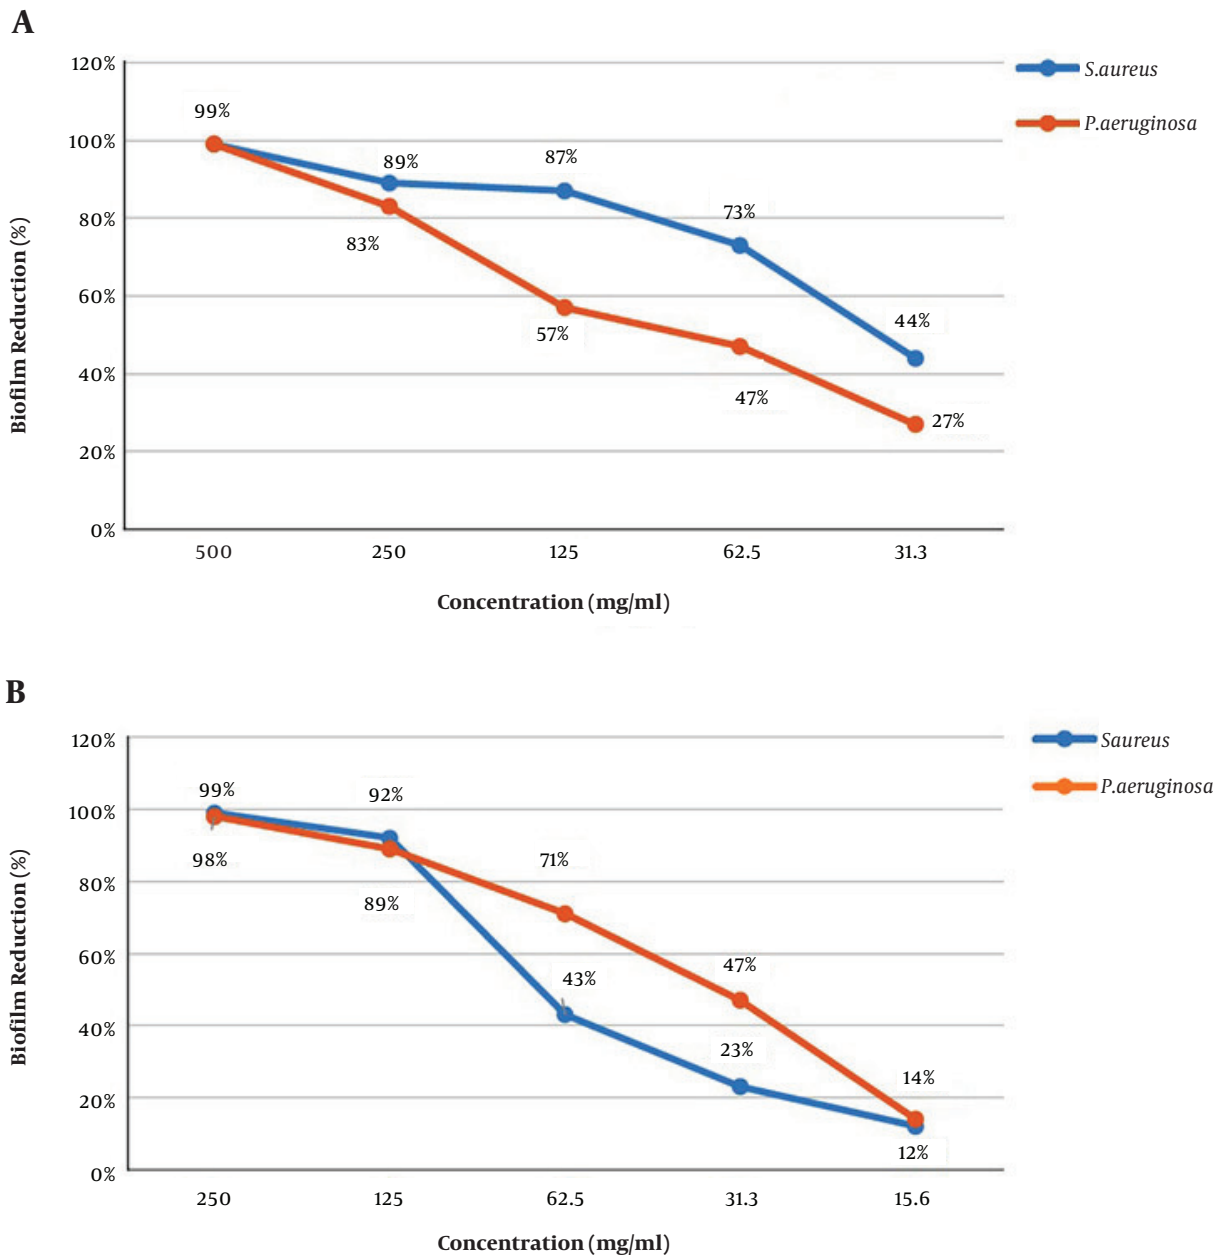 A
120%
S.aureus
99%
P.aeruginosa
100%
89%
87%
80%
73%
83%
60%
57%
44%
40%
47%
27%
20%
0%
500 250 125 62.5 31.3
Biofilm Reduction (%)
Concentration (mg/ml)
B
120%
Saureus
99%
92%
P.aeruginosa
100%
98%
71%
80%
89%
60%
43%
47%
40%
23%
20%
14%
12%
0%
250 125 62.5 31.3 15.6
Biofilm Reduction (%)
Concentration (mg/ml)